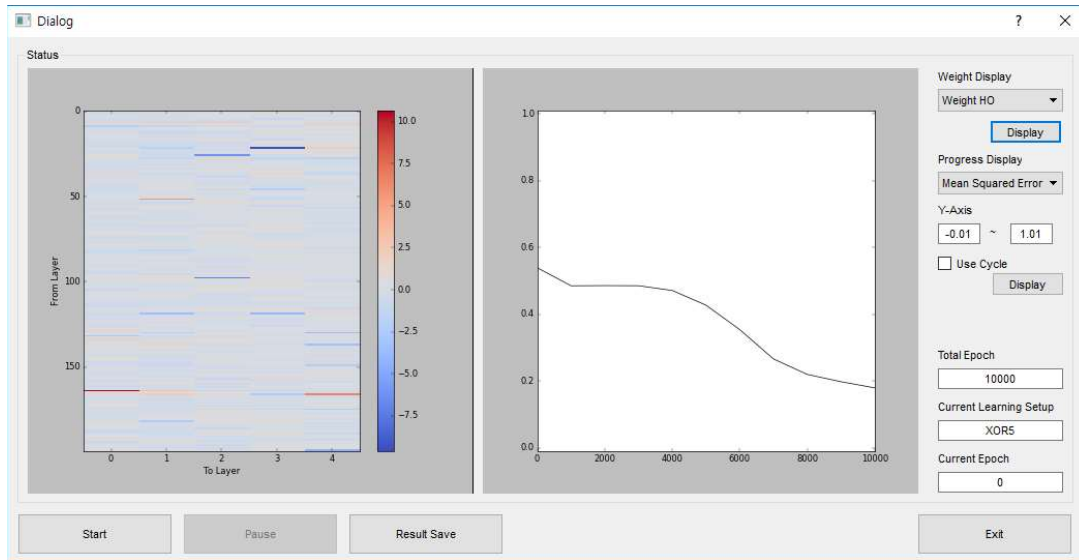 Dialog
?
Status
0
50
100
150
From Layer
0 1 2 3 4
To Layer
10.0
7.5
5.0
2.5
0.0
−2.5
−5.0
−7.5
1.0
0.8
0.6
0.4
0.2
0.0
0 2000 4000 6000 8000 10000
Weight Display
Weight HO
Display
Progress Display
Mean Squared Error
Y-Axis
-0.01 ~ 1.01
Use Cycle
Display
Total Epoch
10000
Current Learning Setup
XOR5
Current Epoch
0
Start Pause Result Save Exit